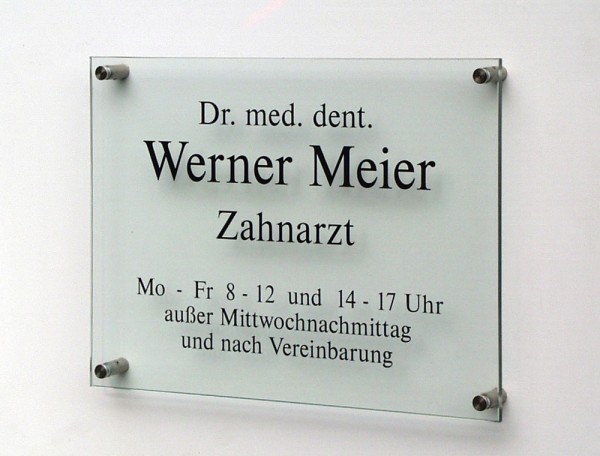 Dr. med. dent.
Werner Meier
Zahnarzt
Mo - Fr 8 - 12 und 14 - 17 Uhr
außer Mittwochnachmittag
und nach Vereinbarung